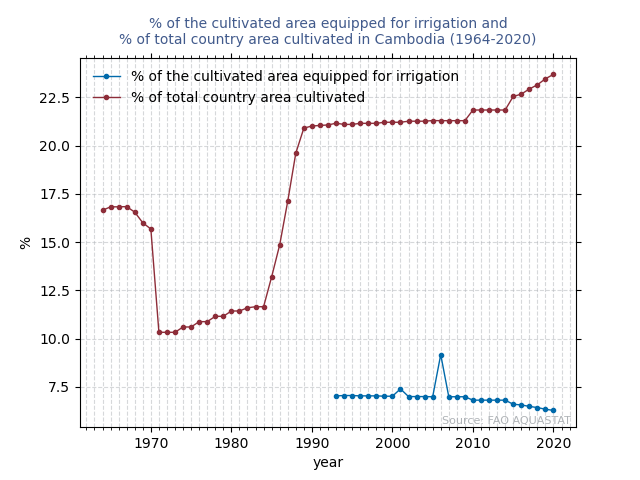 % of the cultivated area equipped for irrigation and
% of total country area cultivated in Cambodia (1964-2020)
% of the cultivated area equipped for irrigation
% of total country area cultivated
%
22.5
20.0
17.5
15.0
12.5
10.0
7.5
Source: FAO AQUASTAT
1970 1980 1990 2000 2010 2020
year